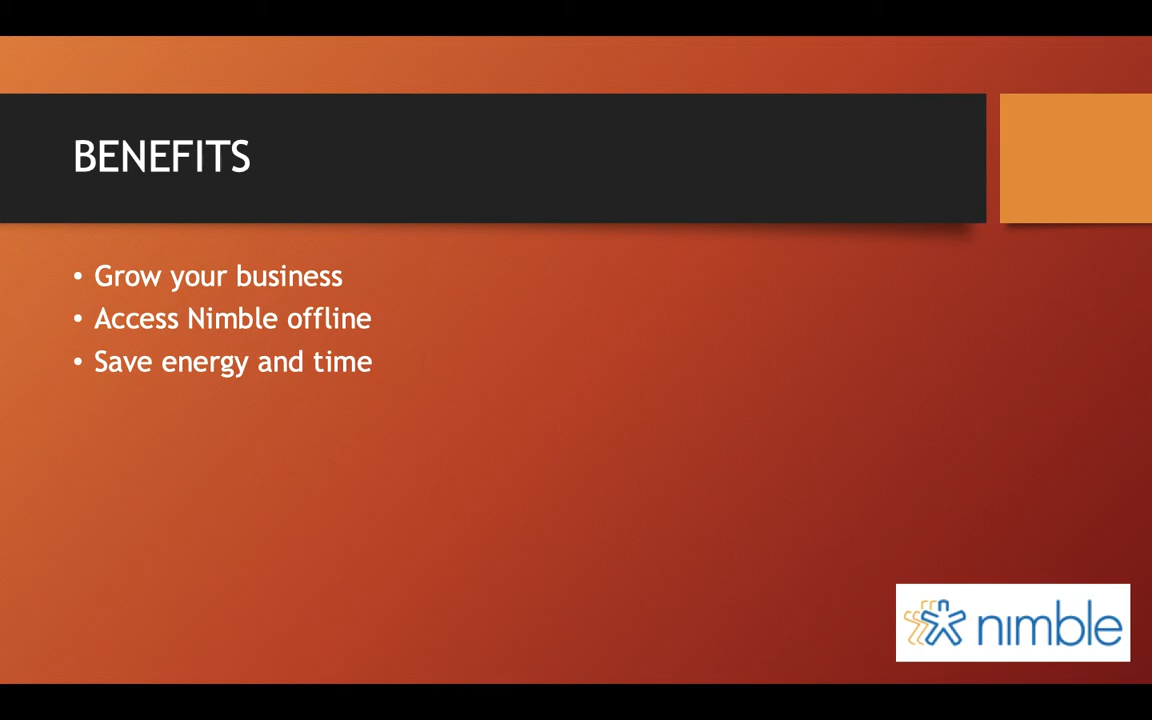 BENEFITS
• Grow your business
• Access Nimble offline
• Save energy and time
nimble